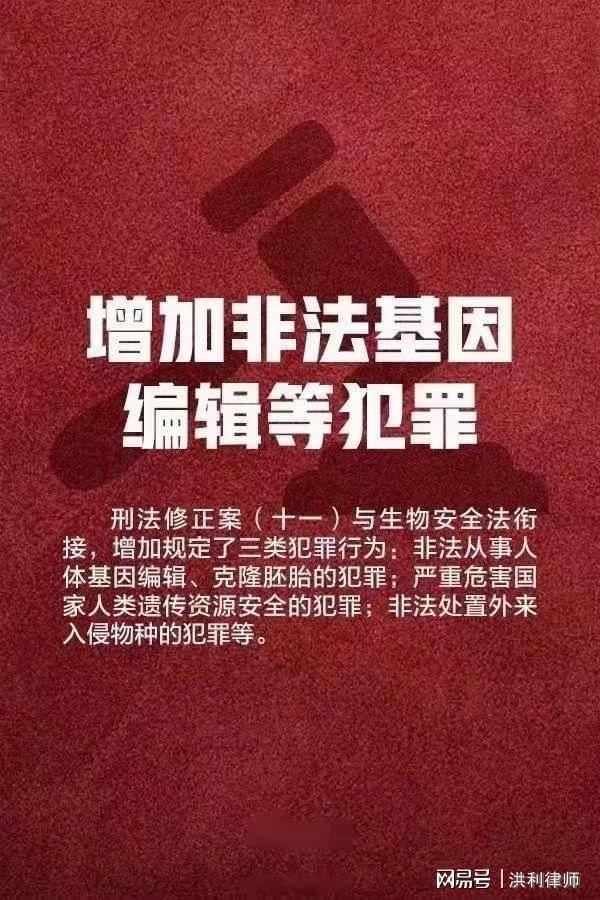 增加非法基因
编辑等犯罪
刑法修正案（十一）与生物安全法衔
接，增加规定了三类犯罪行为：非法从事人
体基因编辑、克隆胚胎的犯罪；严重危害国
家人类遗传资源安全的犯罪；非法处置外来
入侵物种的犯罪等。
网易号 | 洪利律师